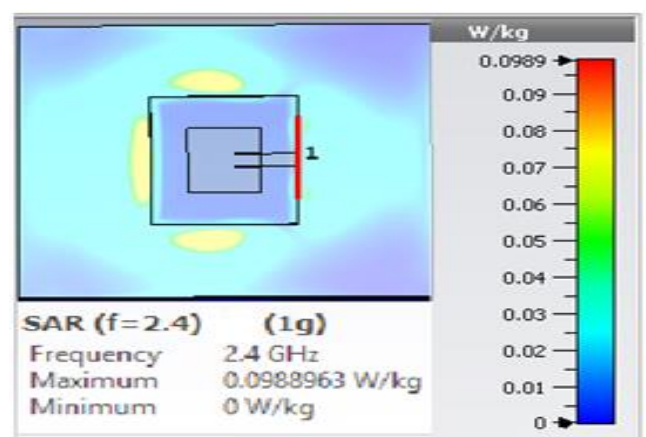 W/kg
0.0989
0.09
0.08
0.07
0.06
0.05
0.04
0.03
0.02
0.01
0
1
SAR (f=2.4) (1g)
Frequency 2.4 GHz
Maximum 0.0988963 W/kg
Minimum 0 W/kg